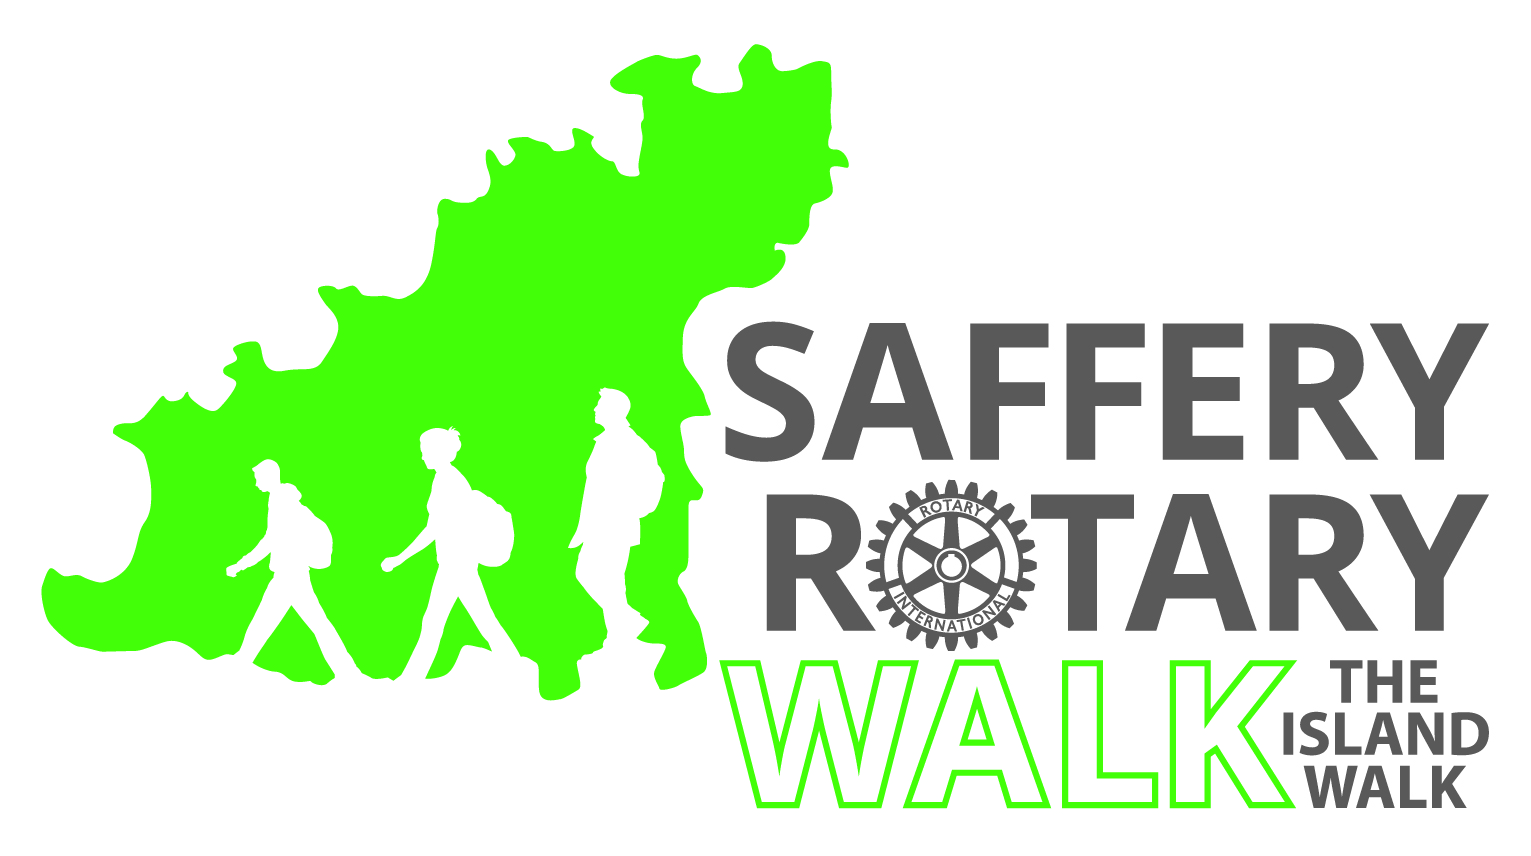 SAFFERY
ROTARY
ROTARY
INTERNATIONAL
WALK
THE
ISLAND
WALK